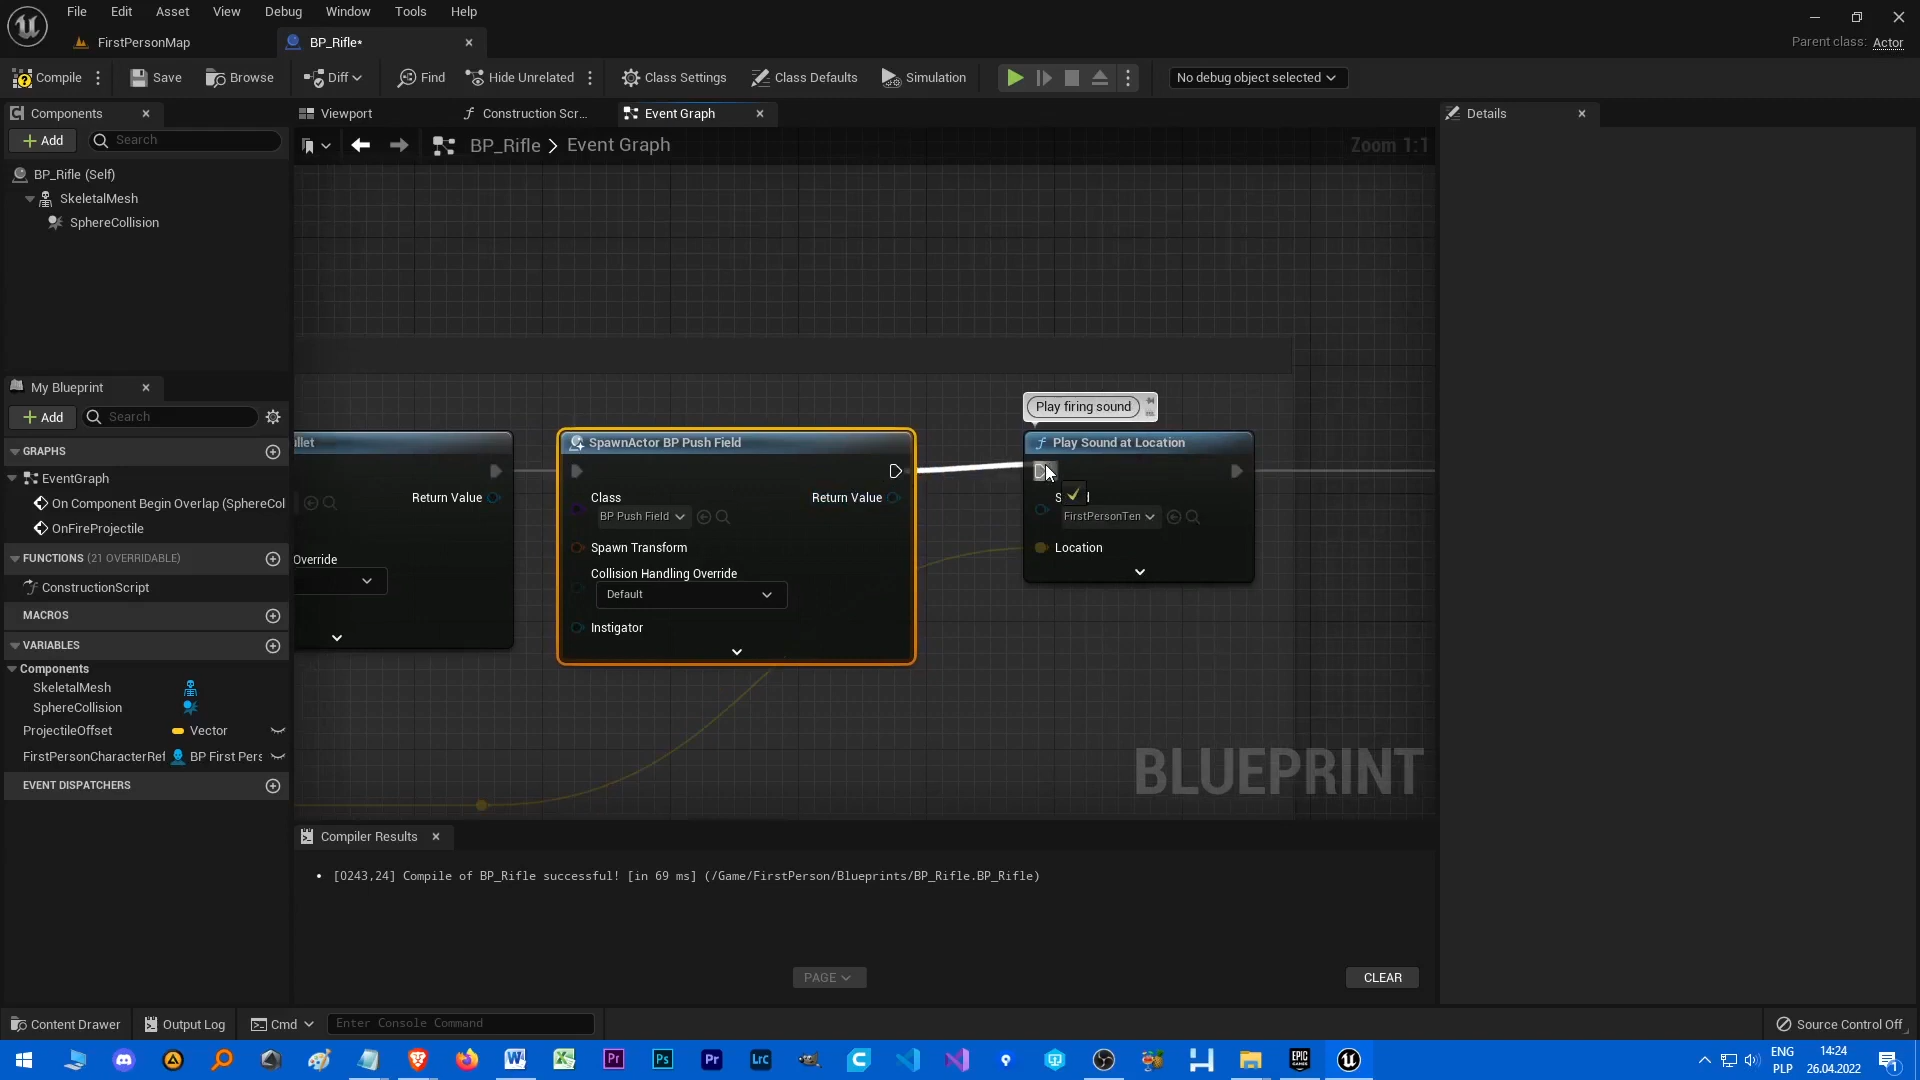 File Edit Asset View Debug Window Tools Help
FirstPersonMap
BP_Rifle*
Parent class: Actor
Compile Save Browse Diff Find Hide Unrelated Class Settings Class Defaults Simulation No debug object selected
Components
Viewport
Construction Scr...
Event Graph
Details
Add
Search
BP_Rifle > Event Graph
Zoom 1:1
BP_Rifle (Self)
SkeletalMesh
SphereCollision
My Blueprint
Add
Search
GRAPHS
EventGraph
On Component Begin Overlap (SphereCol
OnFireProjectile
FUNCTIONS (21 OVERRIDABLE)
ConstructionScript
MACROS
VARIABLES
Components
SkeletalMesh
SphereCollision
ProjectileOffset Vector
FirstPersonCharacterRef BP First Pers
EVENT DISPATCHERS
llet
Return Value
Override
SpawnActor BP Push Field
Class
BP Push Field
Return Value
Spawn Transform
Collision Handling Override
Default
Instigator
Play firing sound
Play Sound at Location
FirstPersonTen
Location
BLUEPRINT
Compiler Results
[0243,24] Compile of BP_Rifle successful! [in 69 ms] (/Game/FirstPerson/Blueprints/BP_Rifle.BP_Rifle)
PAGE
CLEAR
Content Drawer
Output Log
Cmd
Enter Console Command
Source Control Off
ENG
PLP
14:24
26.04.2022
1